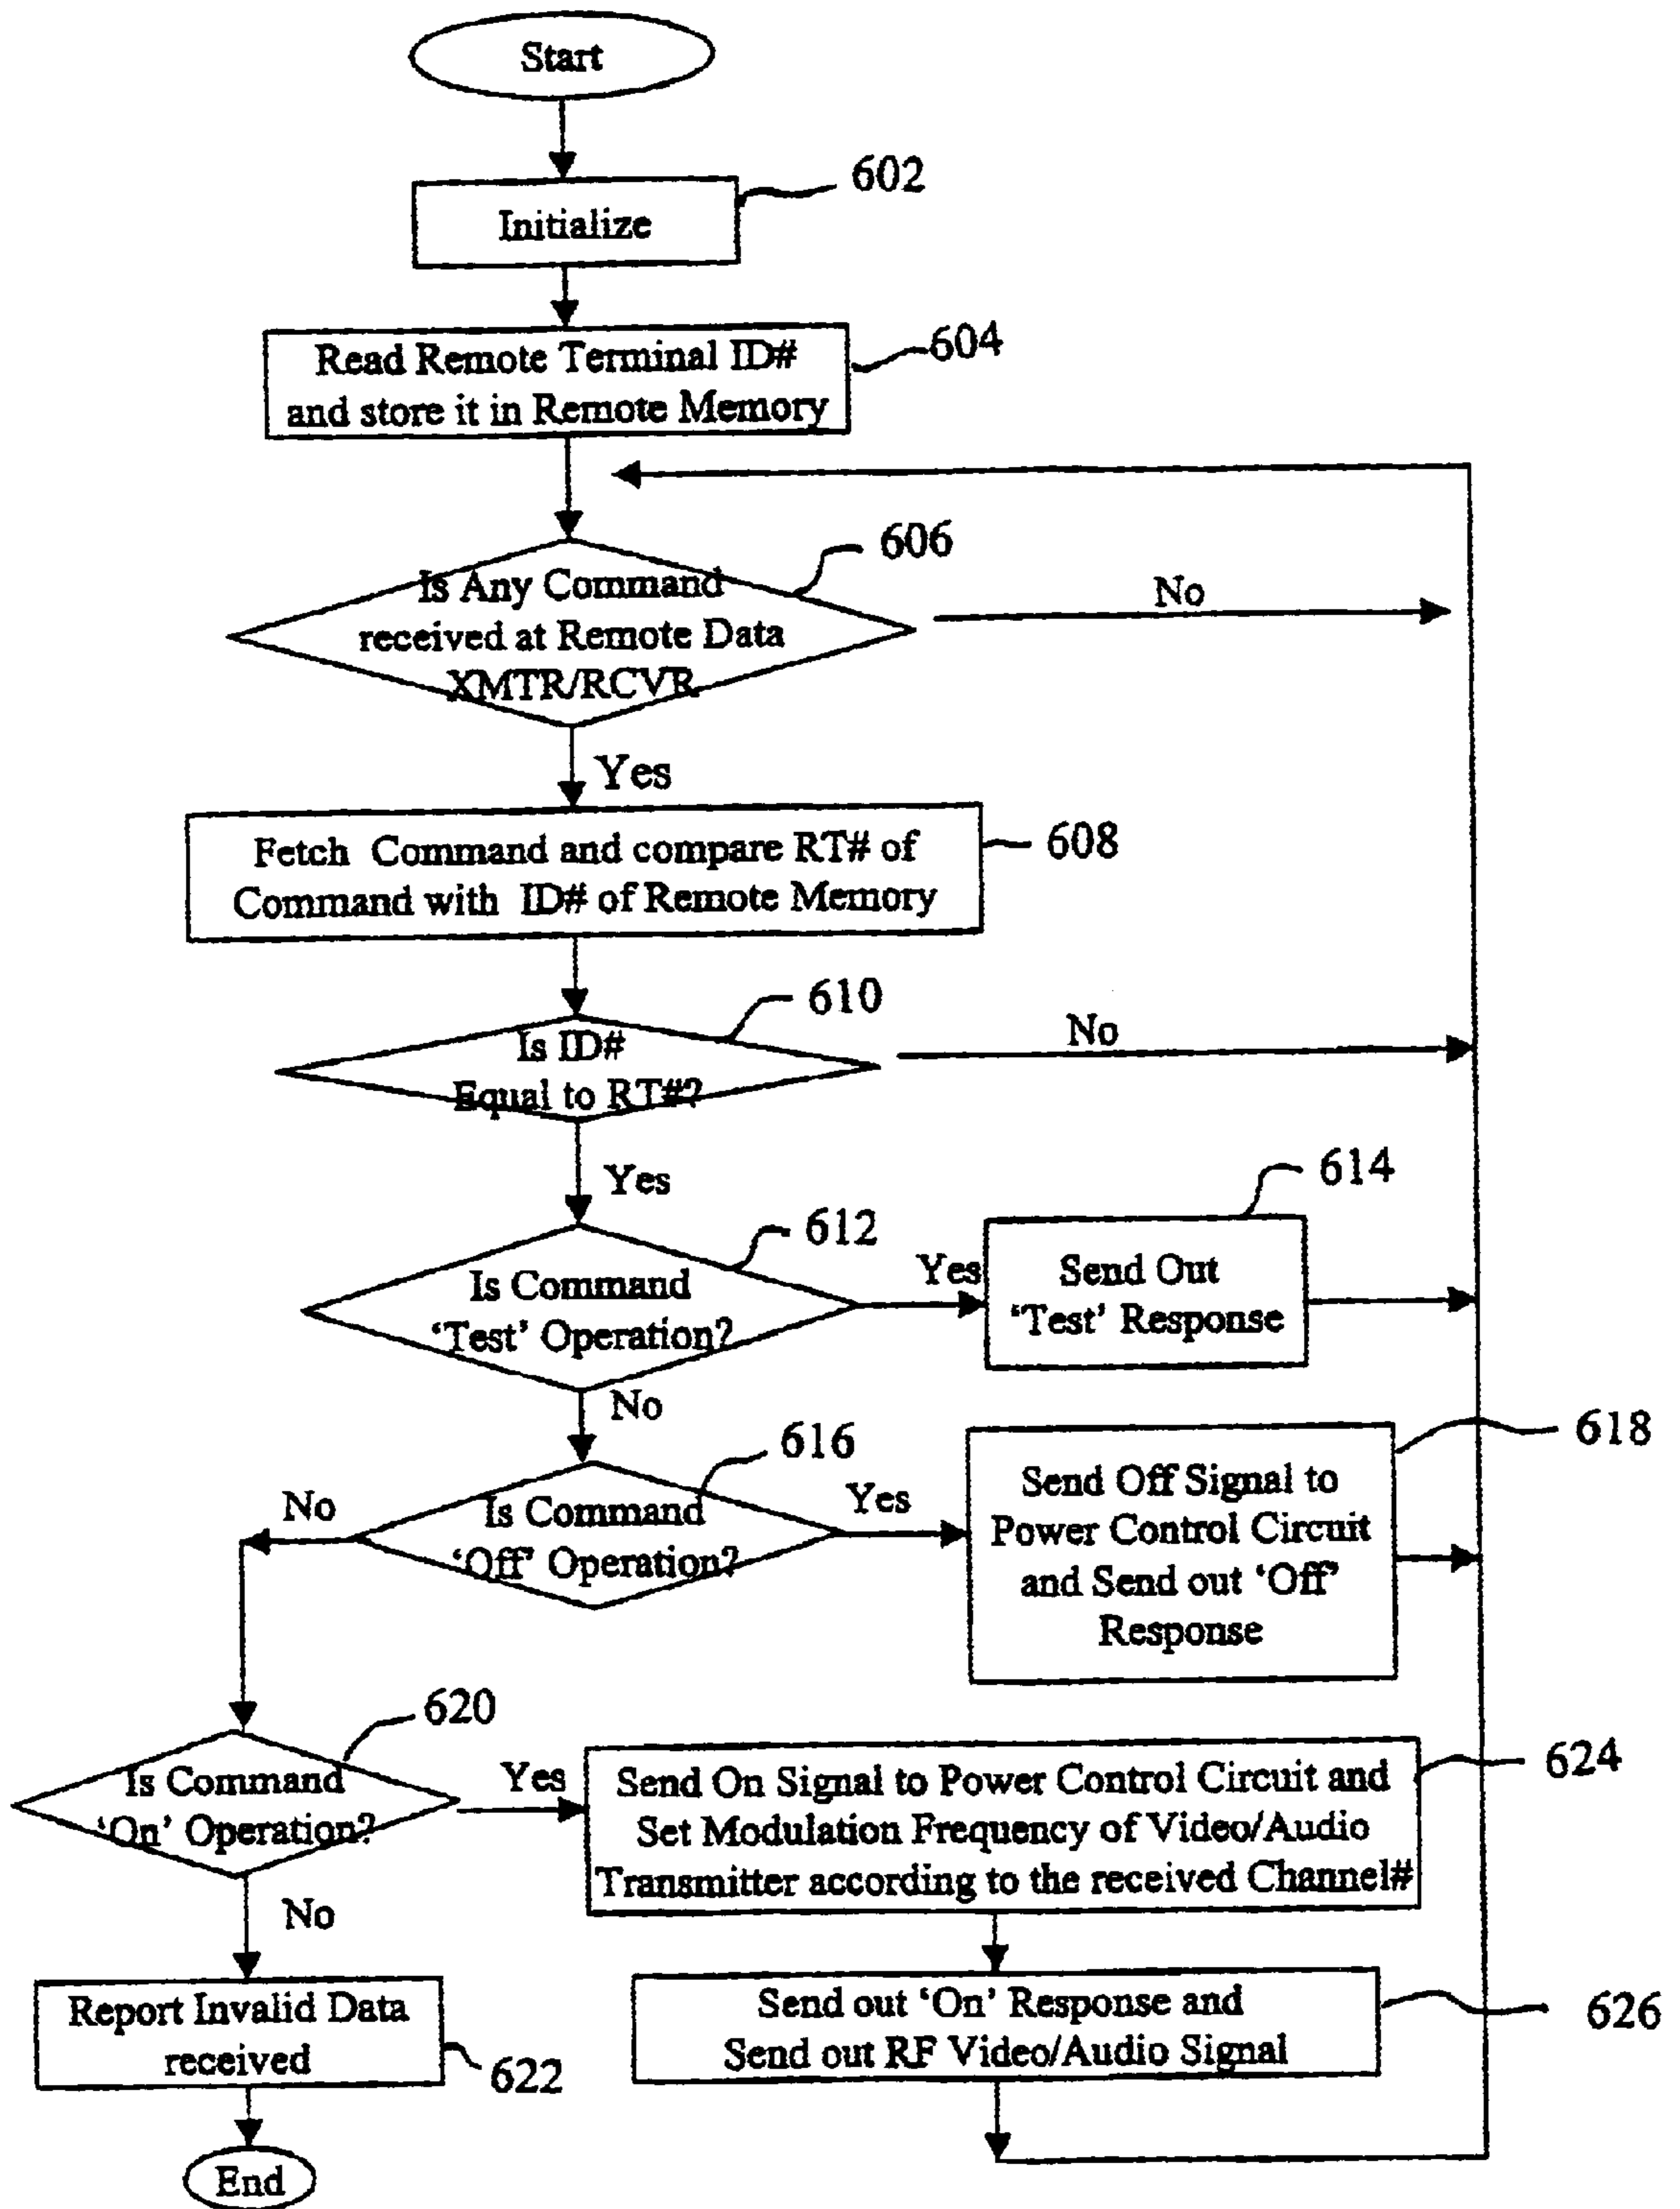 Start
602
Initialize
604
Read Remote Terminal ID#
and store it in Remote Memory
606
Is Any Command
received at Remote Data
XMTR/RCVR
No
Yes
608
Fetch Command and compare RT# of
Command with ID# of Remote Memory
610
Is ID#
Equal to RT#?
No
Yes
612
Is Command
‘Test’ Operation?
Yes
614
Send Out
‘Test’ Response
No
616
Is Command
‘Off’ Operation?
No
Yes
618
Send Off Signal to
Power Control Circuit
and Send out ‘Off’
Response
620
Is Command
‘On’ Operation?
Yes
624
Send On Signal to Power Control Circuit and
Set Modulation Frequency of Video/Audio
Transmitter according to the received Channel#
No
Report Invalid Data
received
622
626
Send out ‘On’ Response and
Send out RF Video/Audio Signal
End